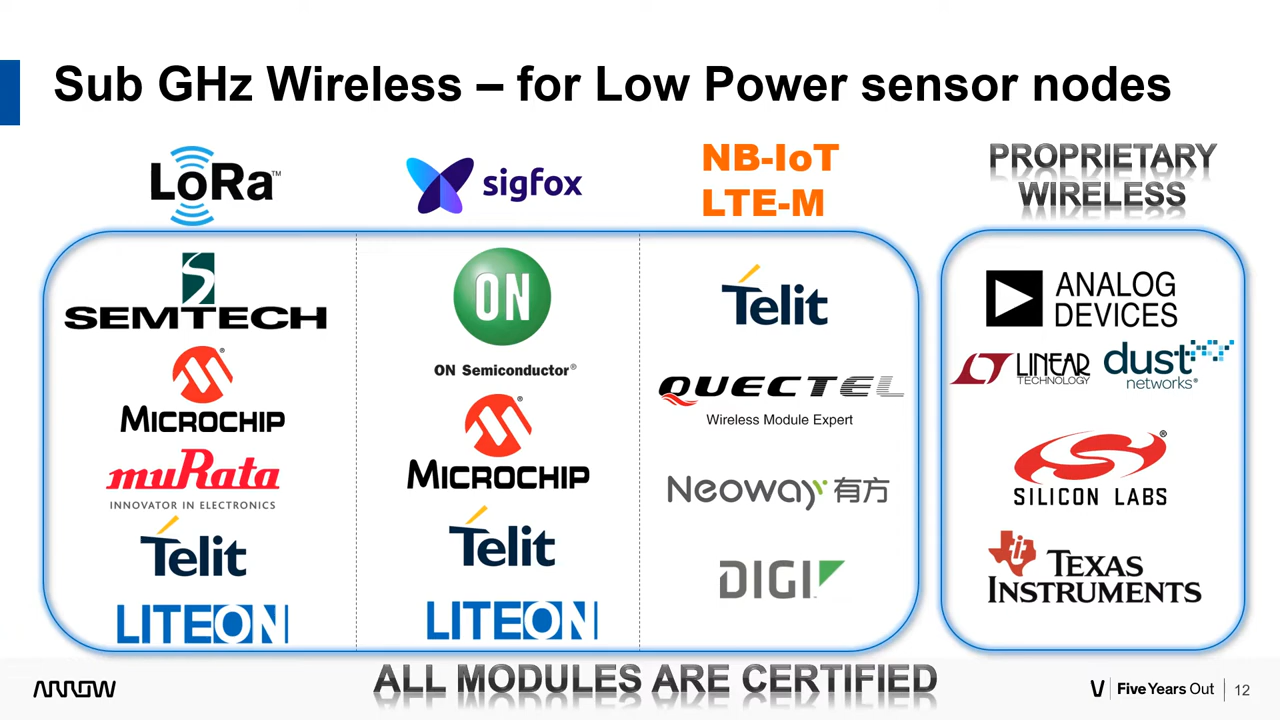 Sub GHz Wireless – for Low Power sensor nodes
LoRa™
sigfox
NB-IoT
LTE-M
PROPRIETARY
WIRELESS
SEMTECH
MICROCHIP
muRata
INNOVATOR IN ELECTRONICS
Telit
LITEON
ON
ON Semiconductor®
MICROCHIP
Telit
LITEON
Telit
QUECTEL
Wireless Module Expert
Neoway 有方
DIGI
ANALOG
DEVICES
LINEAR
TECHNOLOGY
dust
networks®
SILICON LABS
TEXAS
INSTRUMENTS
ALL MODULES ARE CERTIFIED
ARROW
Five Years Out
12